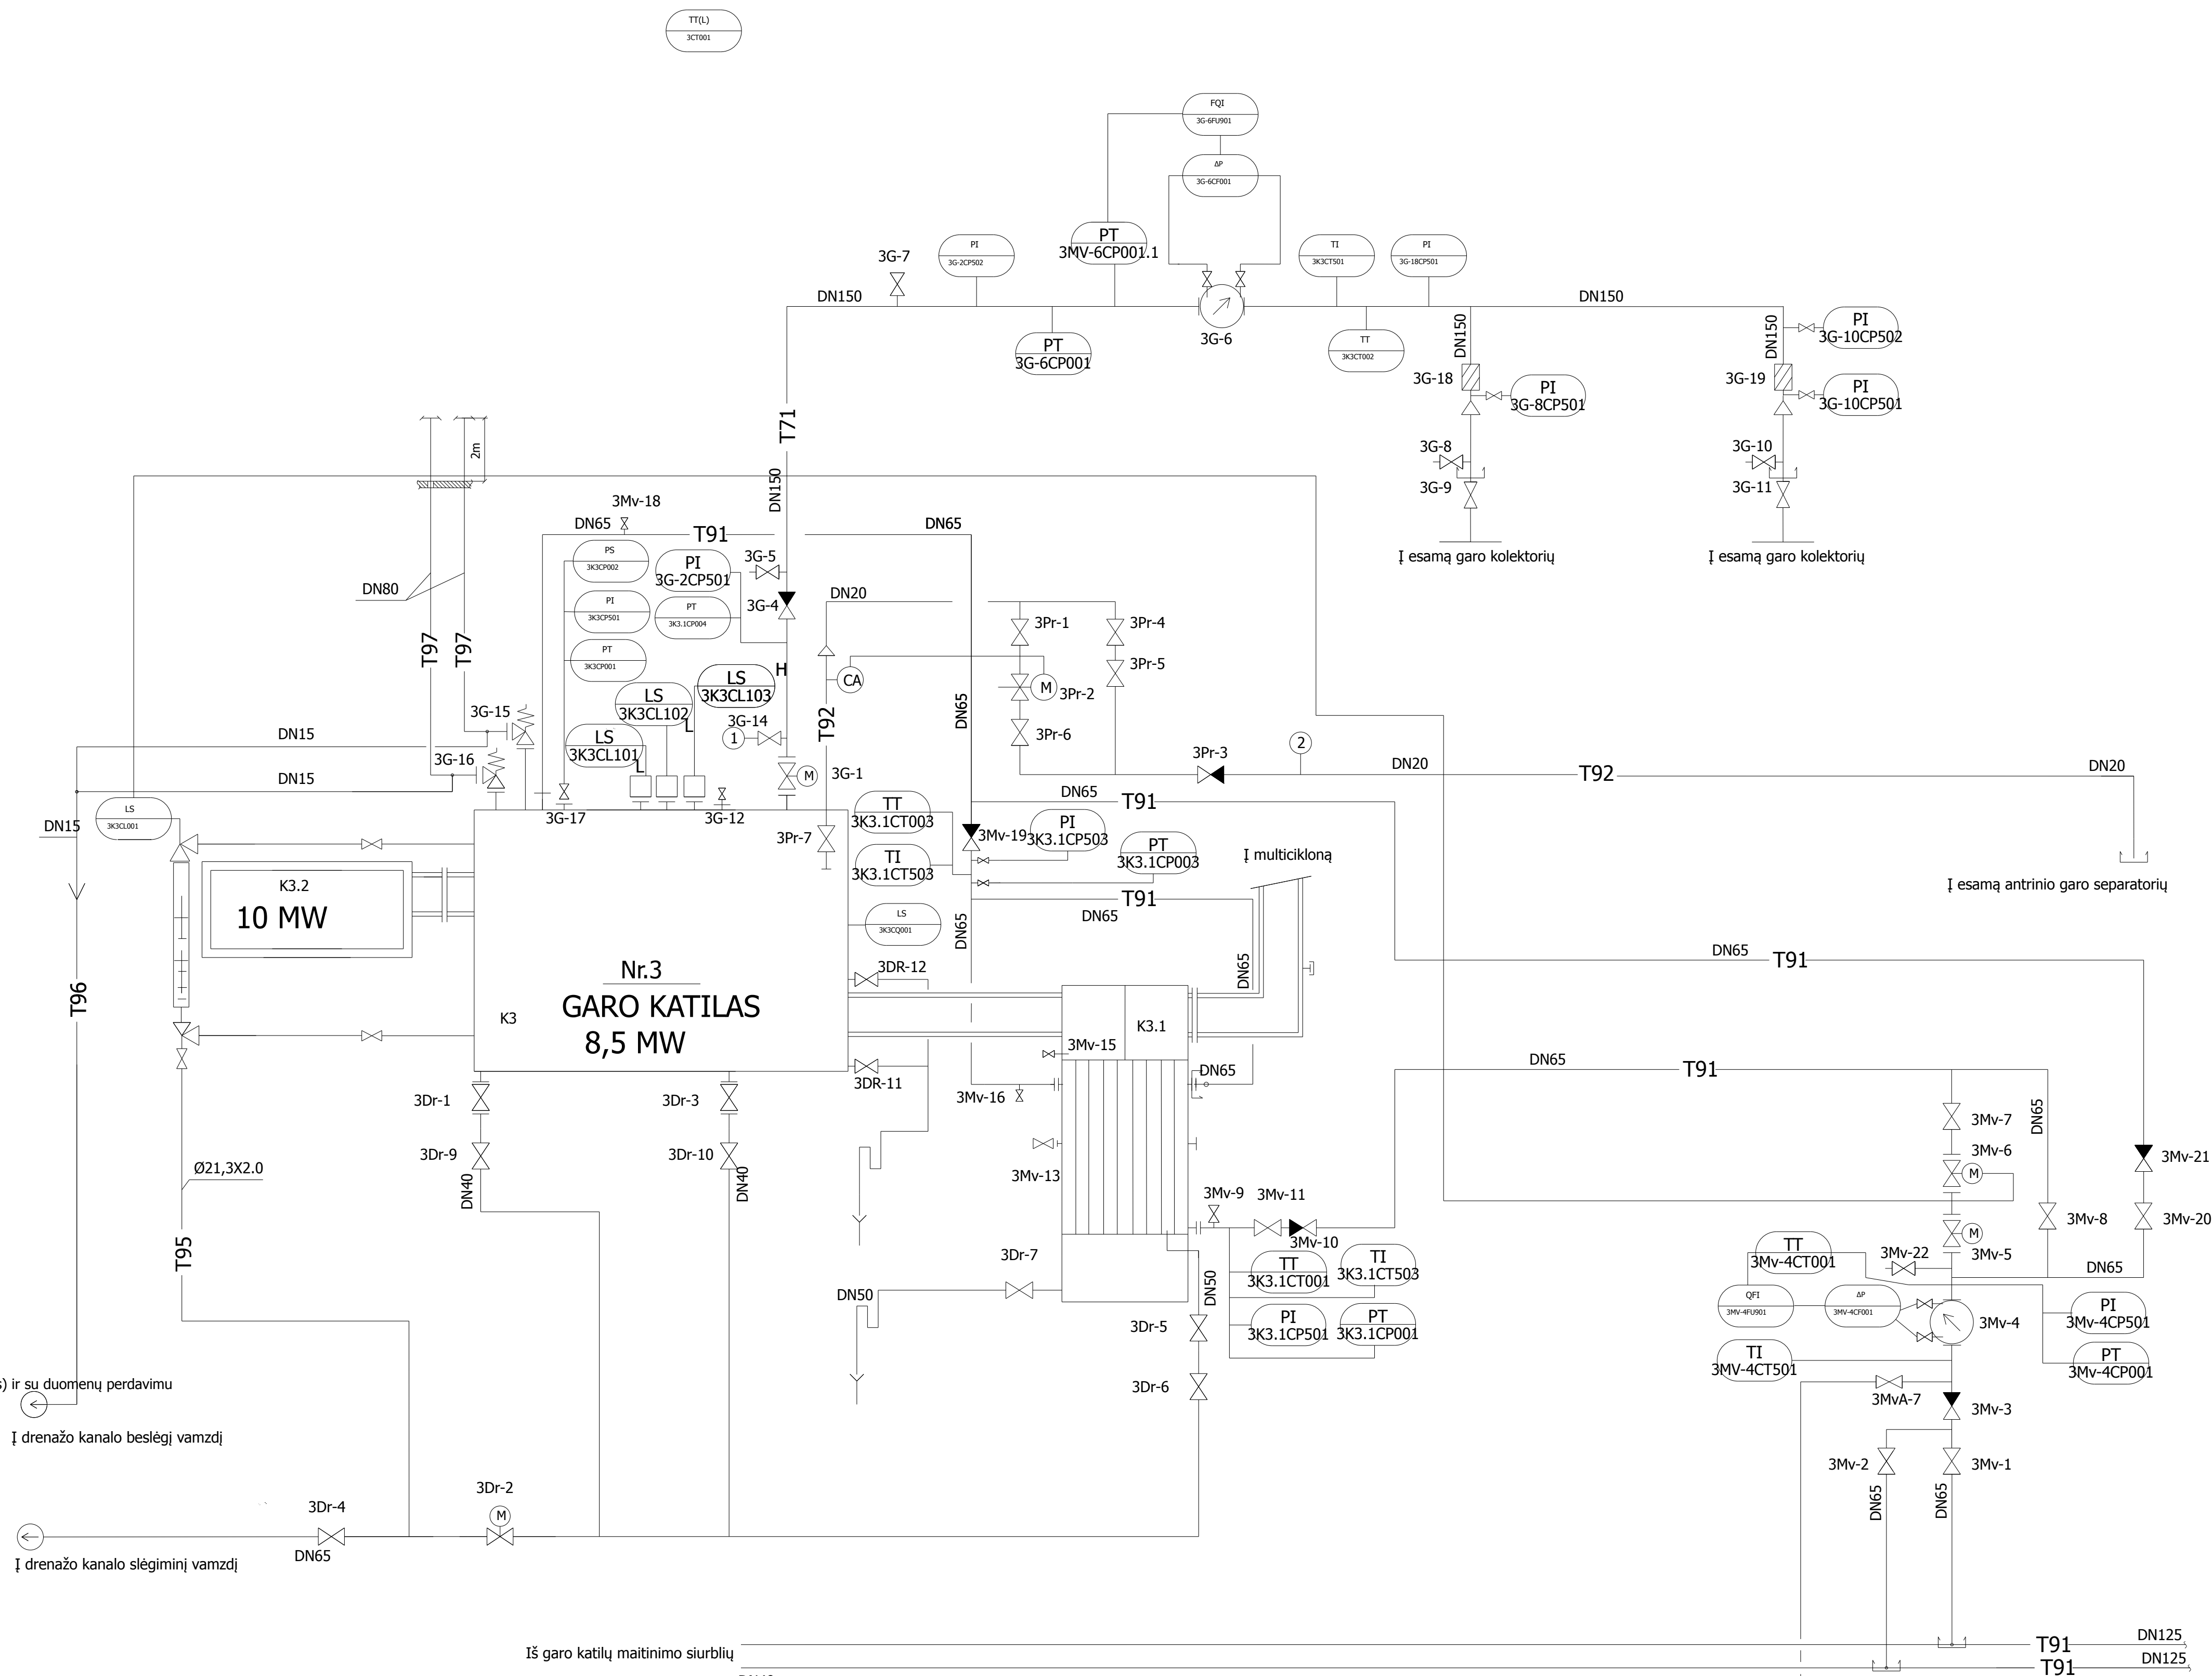 TT(L)
3CT001
FQI
3G-6FU901
ΔP
3G-6CF001
PT
3MV-6CP001.1
3G-7
PI
3G-2CP502
TI
3K3CT501
PI
3G-18CP501
DN150
DN150
3G-6
PT
3G-6CP001
TT
3K3CT002
DN150
DN150
PI
3G-10CP502
3G-18
PI
3G-8CP501
3G-19
PI
3G-10CP501
T71
2m
3G-8
3G-10
3G-9
3G-11
DN150
Į esamą garo kolektorių
Į esamą garo kolektorių
3Mv-18
DN65
T91
DN65
PS
3K3CP002
PI
3G-2CP501
3G-5
DN80
PI
3K3CP501
PT
3K3.1CP004
3G-4
DN20
3Pr-1
3Pr-4
T97
T97
PT
3K3CP001
3Pr-5
H
LS
3K3CL103
CA
M
3Pr-2
LS
3K3CL102
L
3G-15
3G-14
1
T92
DN65
DN15
LS
3K3CL101
L
3Pr-6
2
3G-16
3Pr-3
DN15
M
3G-1
DN20
T92
DN20
LS
3K3CL001
DN15
3G-17
3G-12
TT
3K3.1CT003
DN65
T91
3Pr-7
3Mv-19
PI
3K3.1CP503
PT
3K3.1CP003
TI
3K3.1CT503
Į multicikloną
Į esamą antrinio garo separatorių
K3.2
10 MW
T91
DN65
LS
3K3CQ001
DN65
DN65
T91
Nr.3
3DR-12
DN65
T96
GARO KATILAS
K3
8,5 MW
K3.1
3Mv-15
DN65
T91
DN65
3DR-11
3Mv-16
3Dr-1
3Dr-3
DN65
3Mv-7
3Mv-6
3Dr-9
3Dr-10
M
3Mv-21
Ø21,3X2.0
DN40
DN40
3Mv-13
3Mv-9
3Mv-11
3Mv-8
3Mv-20
T95
3Mv-10
M
3Mv-5
TT
3Mv-4CT001
3Mv-22
DN65
3Dr-7
TT
3K3.1CT001
TI
3K3.1CT503
DN50
DN50
QFI
3MV-4FU901
ΔP
3MV-4CF001
PI
3Mv-4CP501
3Dr-5
PI
3K3.1CP501
PT
3K3.1CP001
3Mv-4
TI
3MV-4CT501
PT
3Mv-4CP001
s) ir su duomenų perdavimu
3Dr-6
3MvA-7
3Mv-3
Į drenažo kanalo beslėgį vamzdį
3Mv-2
3Mv-1
3Dr-2
M
3Dr-4
DN65
DN65
DN65
Į drenažo kanalo slėgiminį vamzdį
Iš garo katilų maitinimo siurblių
T91
DN125
T91
DN125